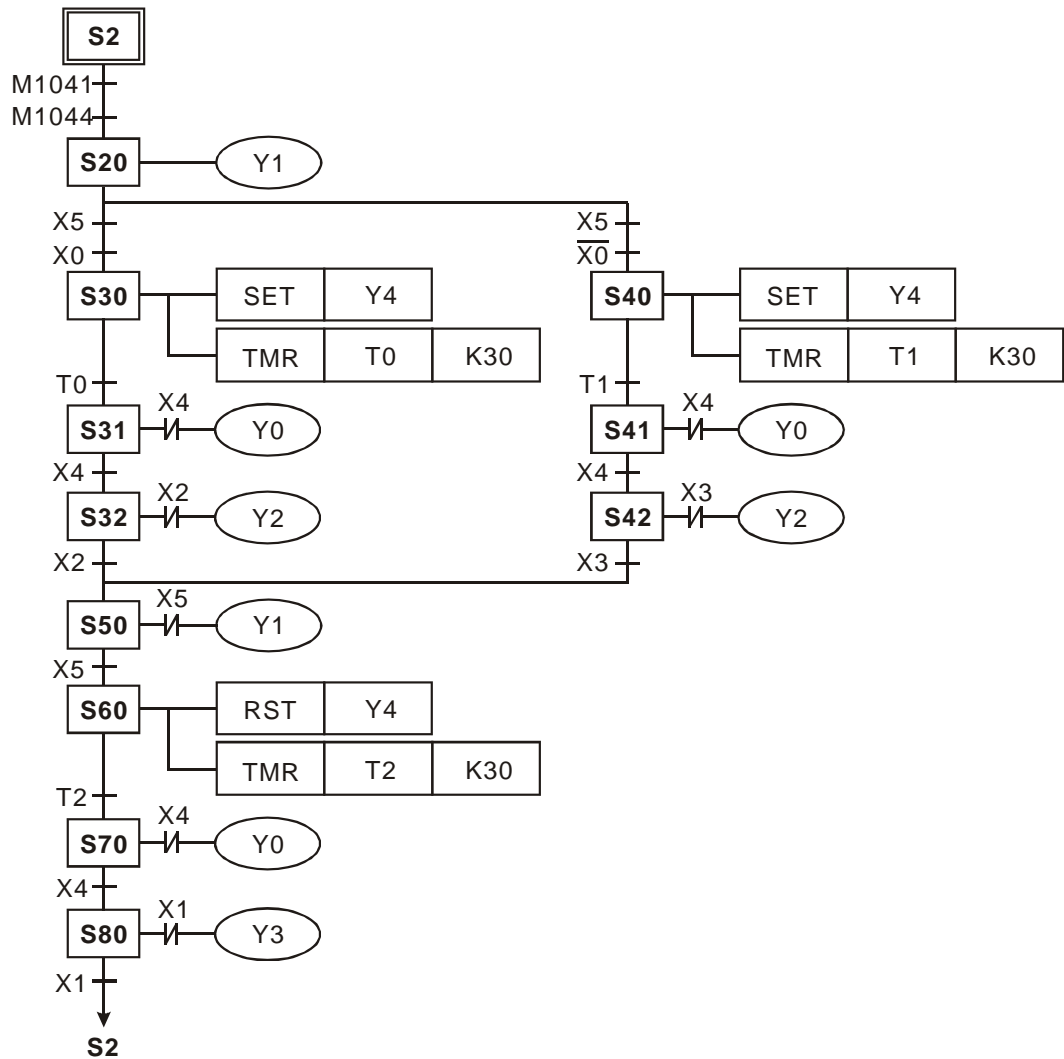 S2
M1041
M1044
S20 Y1
X5 X5
X0 X0
S30 SET Y4 S40 SET Y4
TMR T0 K30 TMR T1 K30
T0 T1
X4 X4
S31 Y0 S41 Y0
X4 X4
X2 X3
S32 Y2 S42 Y2
X2 X3
X5
S50 Y1
X5
S60 RST Y4
TMR T2 K30
T2
X4
S70 Y0
X4
X1
S80 Y3
X1
S2